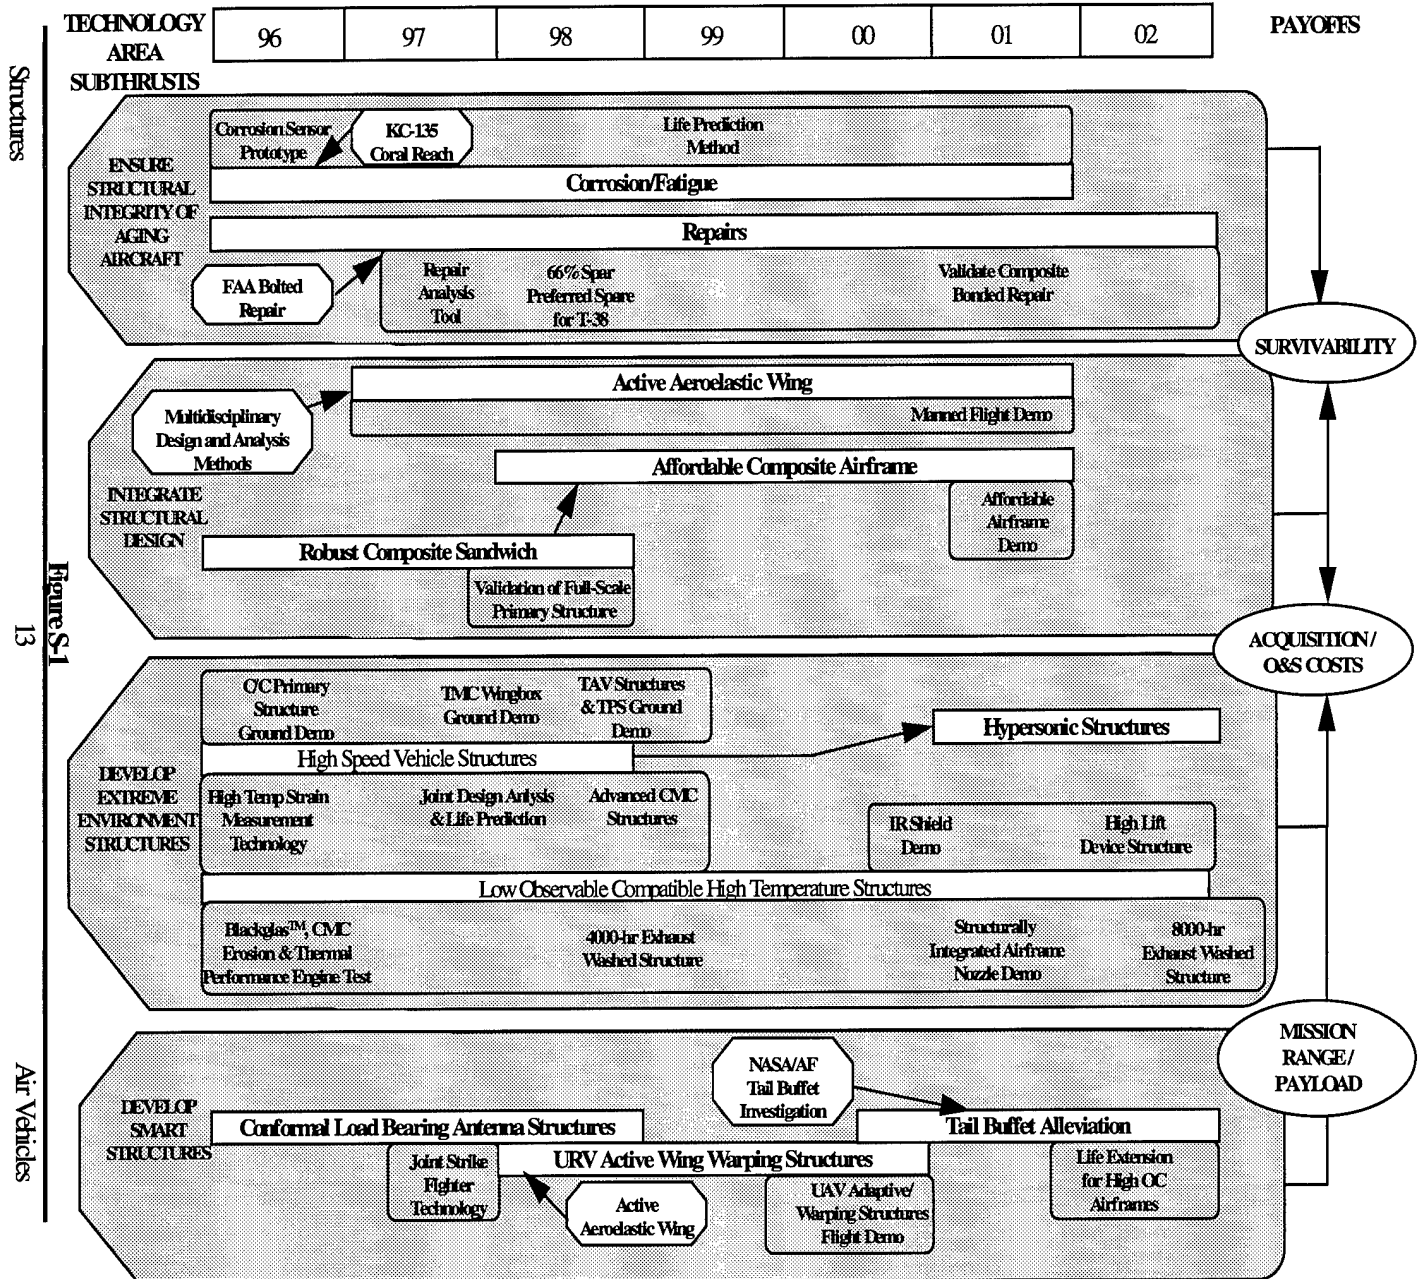 TECHNOLOGY
AREA
SUBTHRUSTS
96
97
98
99
00
01
02
PAYOFFS
Structures
Figure S-1
13
Air Vehicles
ENSURE
STRUCTURAL
INTEGRITY OF
AGING
AIRCRAFT
Corrosion Sensor
Prototype
KC-135
Coral Reach
Life Prediction
Method
Corrosion/Fatigue
Repairs
FAA Bolted
Repair
Repair
Analysis
Tool
66% Spar
Preferred Spare
for T-38
Validate Composite
Bonded Repair
SURVIVABILITY
INTEGRATE
STRUCTURAL
DESIGN
Active Aeroelastic Wing
Multidisciplinary
Design and Analysis
Methods
Manned Flight Demo
Affordable Composite Airframe
Affordable
Airframe
Demo
Robust Composite Sandwich
Validation of Full-Scale
Primary Structure
ACQUISITION /
O&S COSTS
DEVELOP
EXTREME
ENVIRONMENT
STRUCTURES
C/C Primary
Structure
Ground Demo
TMC Wingbox
Ground Demo
TAV Structures
& TPS Ground
Demo
Hypersonic Structures
High Speed Vehicle Structures
High Temp Strain
Measurement
Technology
Joint Design Anlysis
& Life Prediction
Advanced CMC
Structures
IR Shield
Demo
High Lift
Device Structure
Low Observable Compatible High Temperature Structures
Blackglas™, CMC
Erosion & Thermal
Performance Engine Test
4000-hr Exhaust
Washed Structure
Structurally
Integrated Airframe
Nozzle Demo
8000-hr
Exhaust Washed
Structure
MISSION
RANGE /
PAYLOAD
DEVELOP
SMART
STRUCTURES
NASA/AF
Tail Buffet
Investigation
Conformal Load Bearing Antenna Structures
Tail Buffet Alleviation
Joint Strike
Fighter
Technology
URV Active Wing Warping Structures
Active
Aeroelastic Wing
UAV Adaptive/
Warping Structures
Flight Demo
Life Extension
for High OC
Airframes